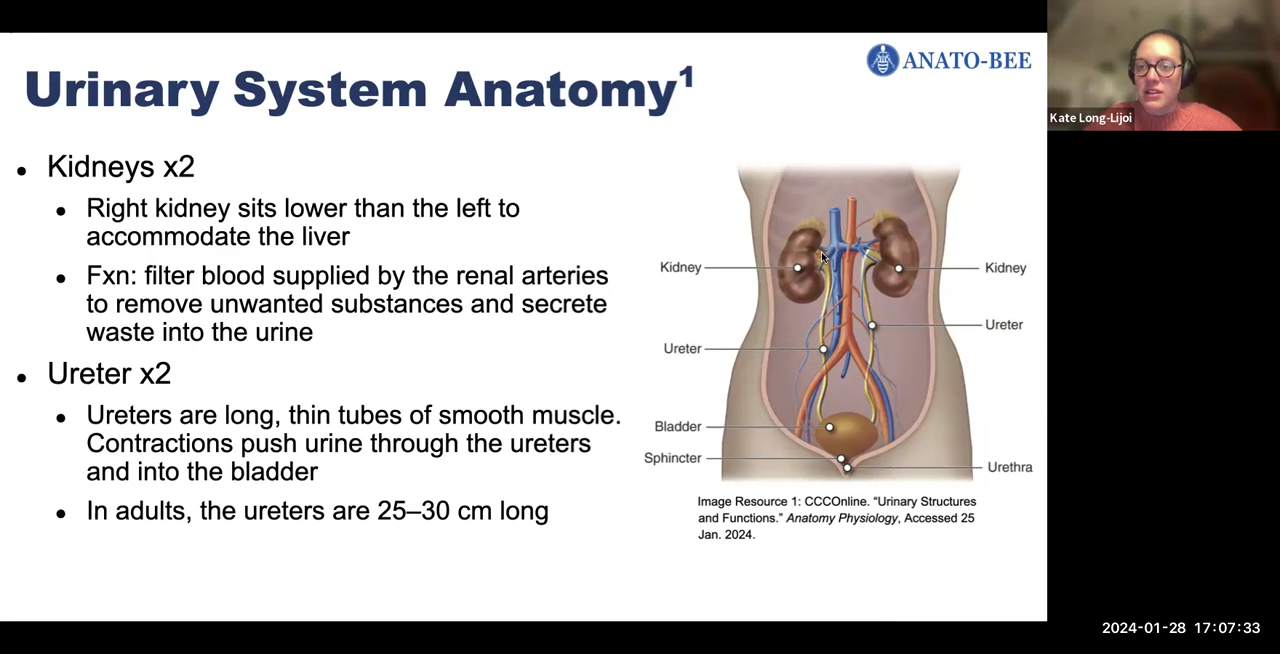 ANATO-BEE
Urinary System Anatomy¹
Kate Long-Lijoi
• Kidneys x2
• Right kidney sits lower than the left to
accommodate the liver
• Fxn: filter blood supplied by the renal arteries
to remove unwanted substances and secrete
waste into the urine
• Ureter x2
• Ureters are long, thin tubes of smooth muscle.
Contractions push urine through the ureters
and into the bladder
• In adults, the ureters are 25–30 cm long
Kidney
Kidney
Ureter
Ureter
Bladder
Sphincter
Urethra
Image Resource 1: CCCOnline. “Urinary Structures
and Functions.” Anatomy Physiology, Accessed 25
Jan. 2024.
2024-01-28 17:07:33